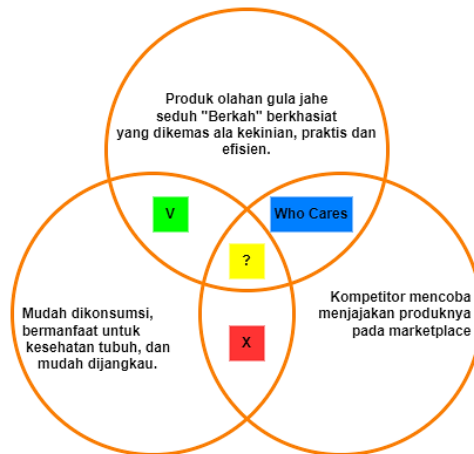 Produk olahan gula jahe
seduh "Berkah" berkhasiat
yang dikemas ala kekinian, praktis dan
efisien.
V
Who Cares
?
Mudah dikonsumsi,
bermanfaat untuk
kesehatan tubuh, dan
mudah dijangkau.
Kompetitor mencoba
menjajakan produknya
pada marketplace
X